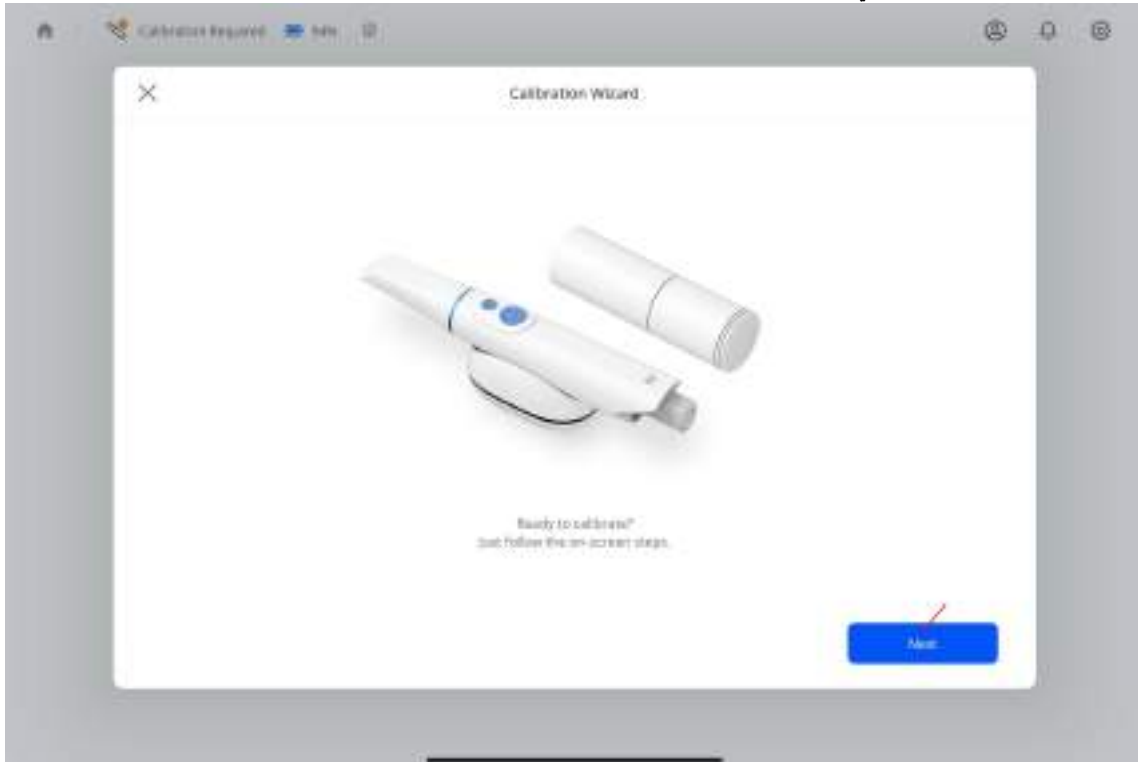 Calibration Required
Calibration Wizard
Ready to calibrate?
Just follow the on-screen steps.
Next